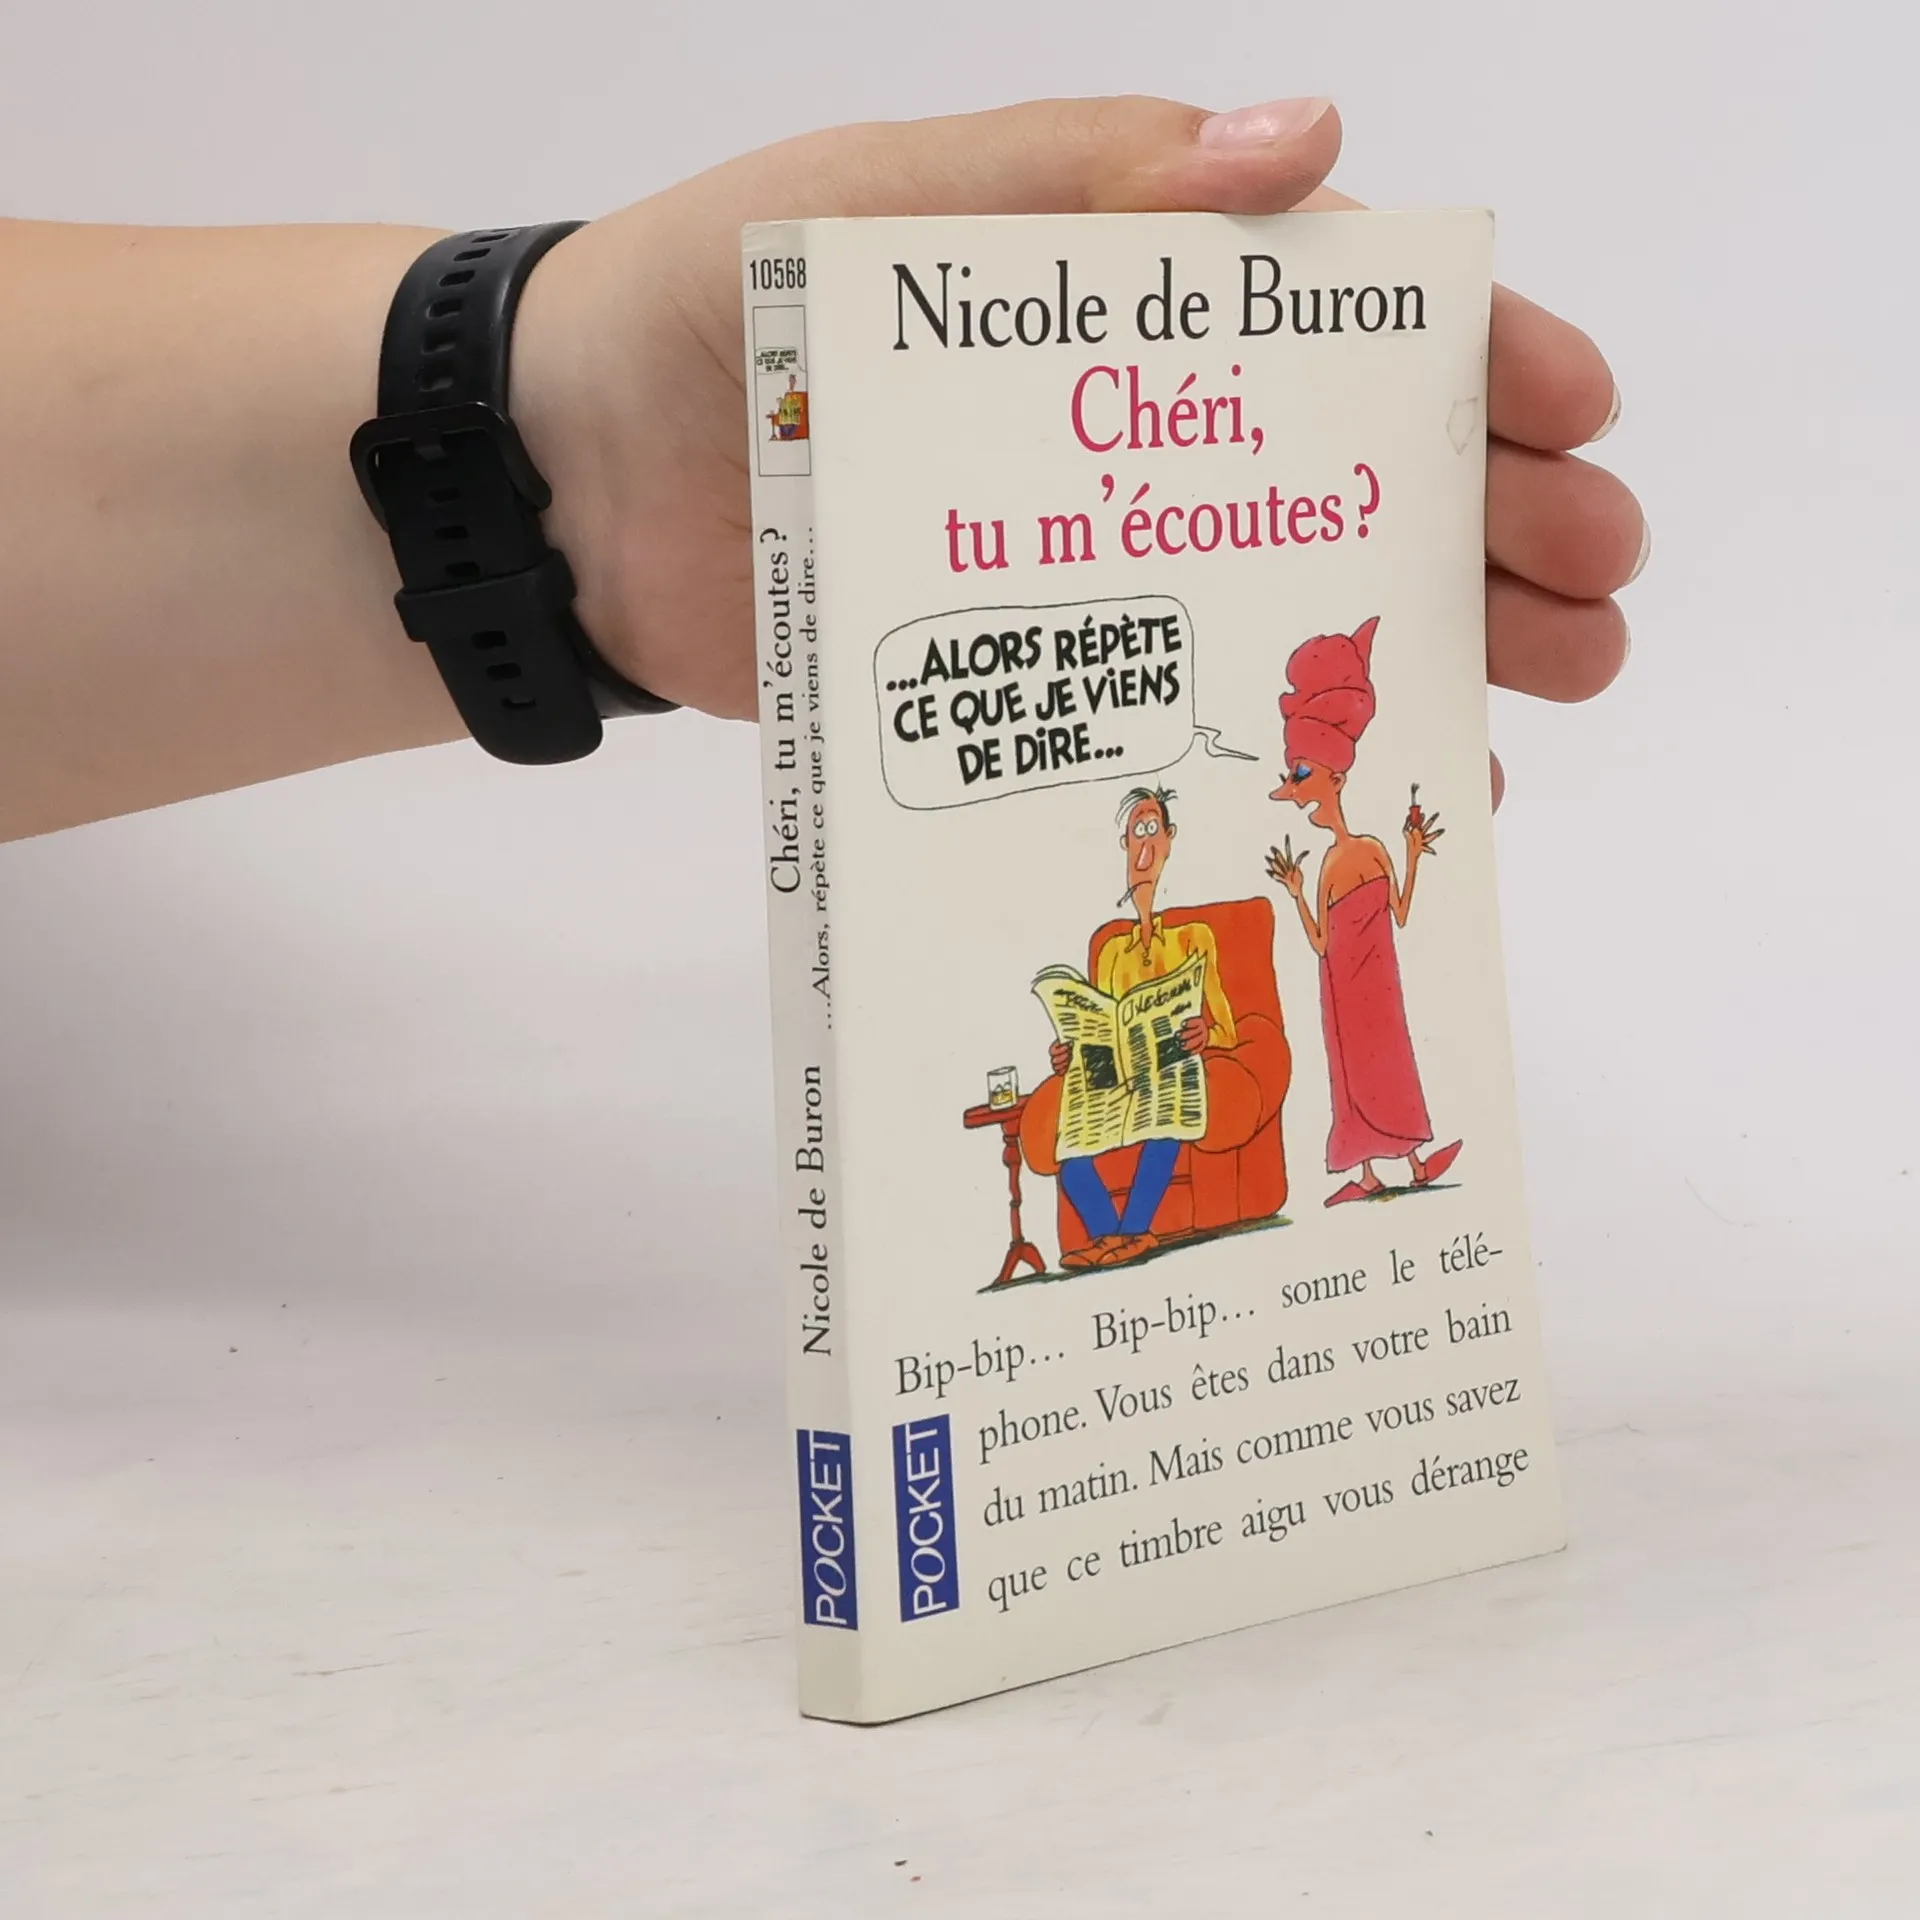 10568
Chéri, tu m'écoutes?
....Alors, répète ce que je viens de dire...
Nicole de Buron
POCKET
Nicole de Buron
Chéri,
tu m'écoutes?
...ALORS RÉPÈTE
CE QUE JE VIENS
DE DIRE...
Bip-bip... Bip-bip... sonne le télé-
phone. Vous êtes dans votre bain
du matin. Mais comme vous savez
que ce timbre aigu vous dérange
POCKET